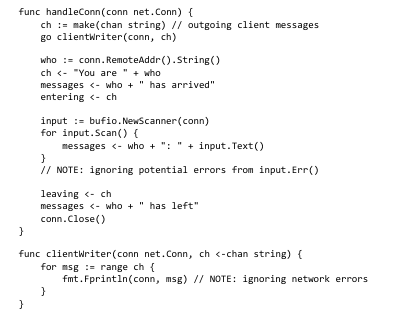 func handleConn(conn net.Conn) {
    ch := make(chan string) // outgoing client messages
    go clientWriter(conn, ch)

    who := conn.RemoteAddr().String()
    ch <- "You are " + who
    messages <- who + " has arrived"
    entering <- ch

    input := bufio.NewScanner(conn)
    for input.Scan() {
        messages <- who + ": " + input.Text()
    }
    // NOTE: ignoring potential errors from input.Err()

    leaving <- ch
    messages <- who + " has left"
    conn.Close()
}

func clientWriter(conn net.Conn, ch <-chan string) {
    for msg := range ch {
        fmt.Fprintln(conn, msg) // NOTE: ignoring network errors
    }
}